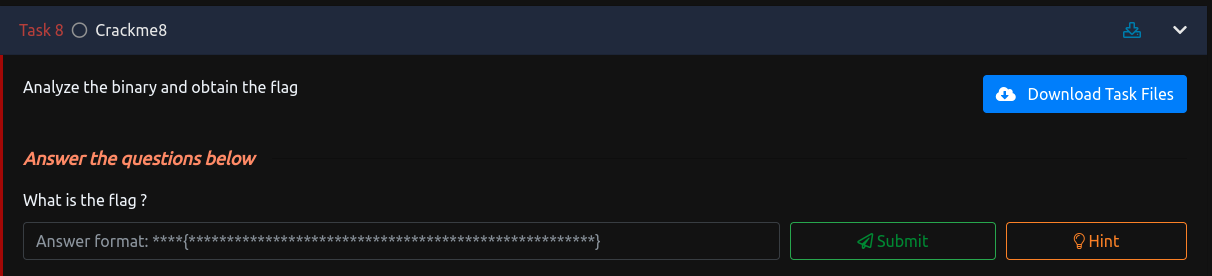 Task 8 Crackme8
Analyze the binary and obtain the flag
Download Task Files
Answer the questions below
What is the flag ?
Answer format: ****{*****************************************************}
Submit
Hint